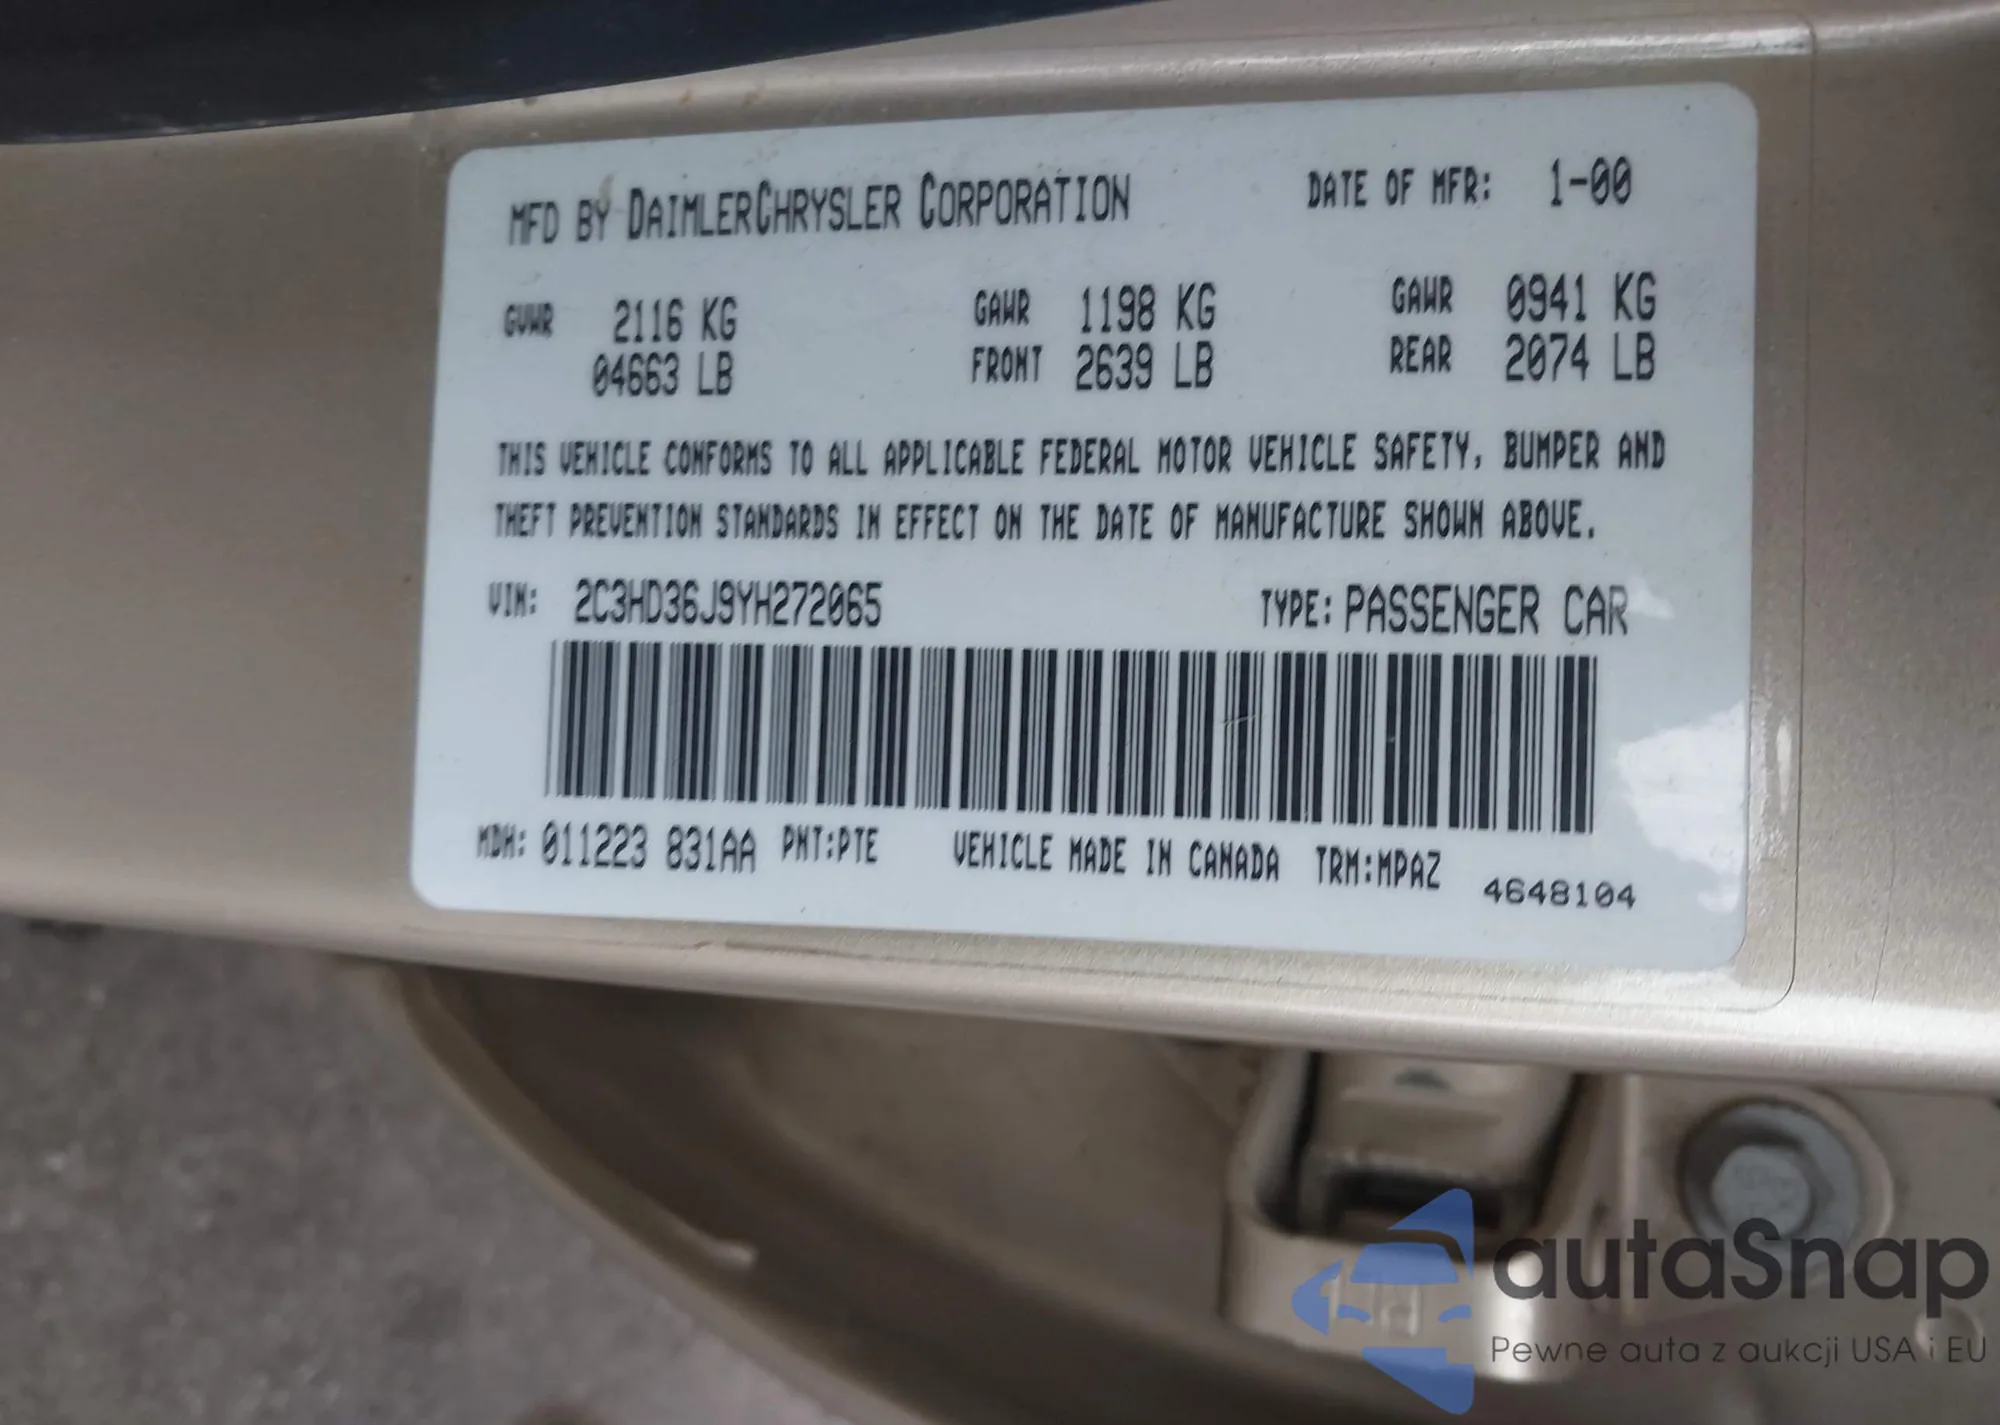 MFD BY DAIMLERCHRYSLER CORPORATION DATE OF MFR: 1-00
GVWR 2116 KG GAWR 1198 KG GAWR 0941 KG
04663 LB FRONT 2639 LB REAR 2074 LB
THIS VEHICLE CONFORMS TO ALL APPLICABLE FEDERAL MOTOR VEHICLE SAFETY, BUMPER AND
THEFT PREVENTION STANDARDS IN EFFECT ON THE DATE OF MANUFACTURE SHOWN ABOVE.
VIN: 2C3HD36J9YH272065 TYPE: PASSENGER CAR
MDH: 011223 831AA PNT:PTE VEHICLE MADE IN CANADA TRM:MPAZ 4648104
autaSnap
Pewne auta z aukcji USA i EU